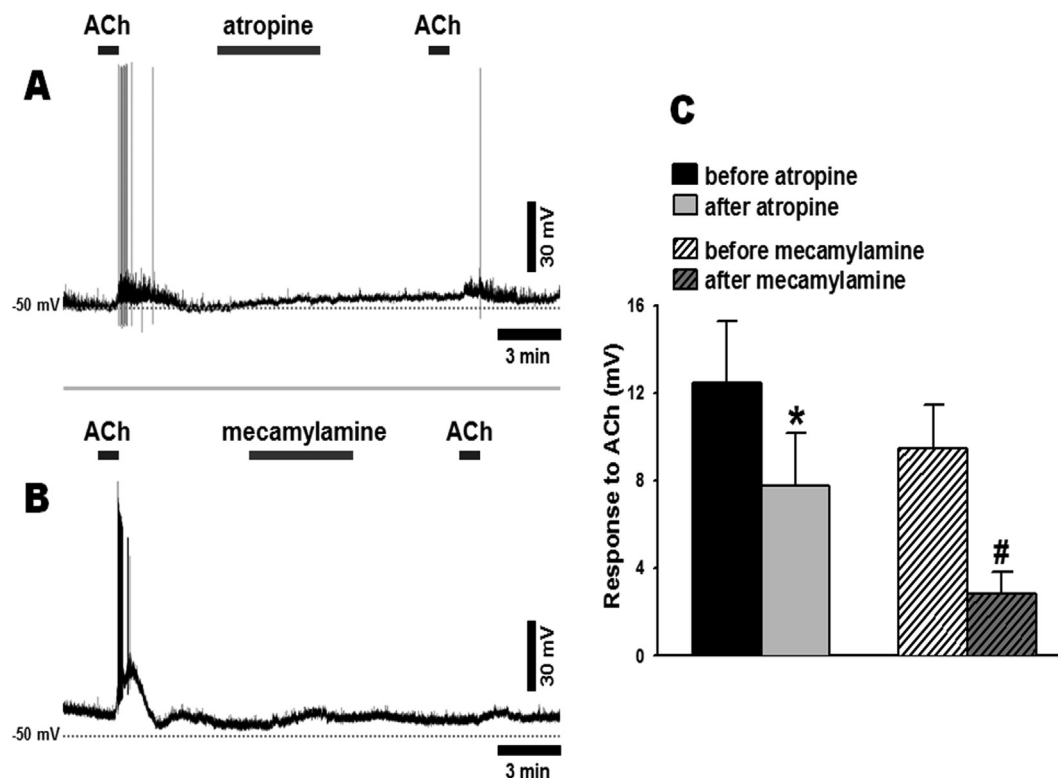 ACh atropine ACh
A
30 mV
-50 mV
3 min
ACh mecamylamine ACh
B
30 mV
-50 mV
3 min
C
before atropine
after atropine
before mecamylamine
after mecamylamine
Response to ACh (mV)
16
12
8
4
0
*
#